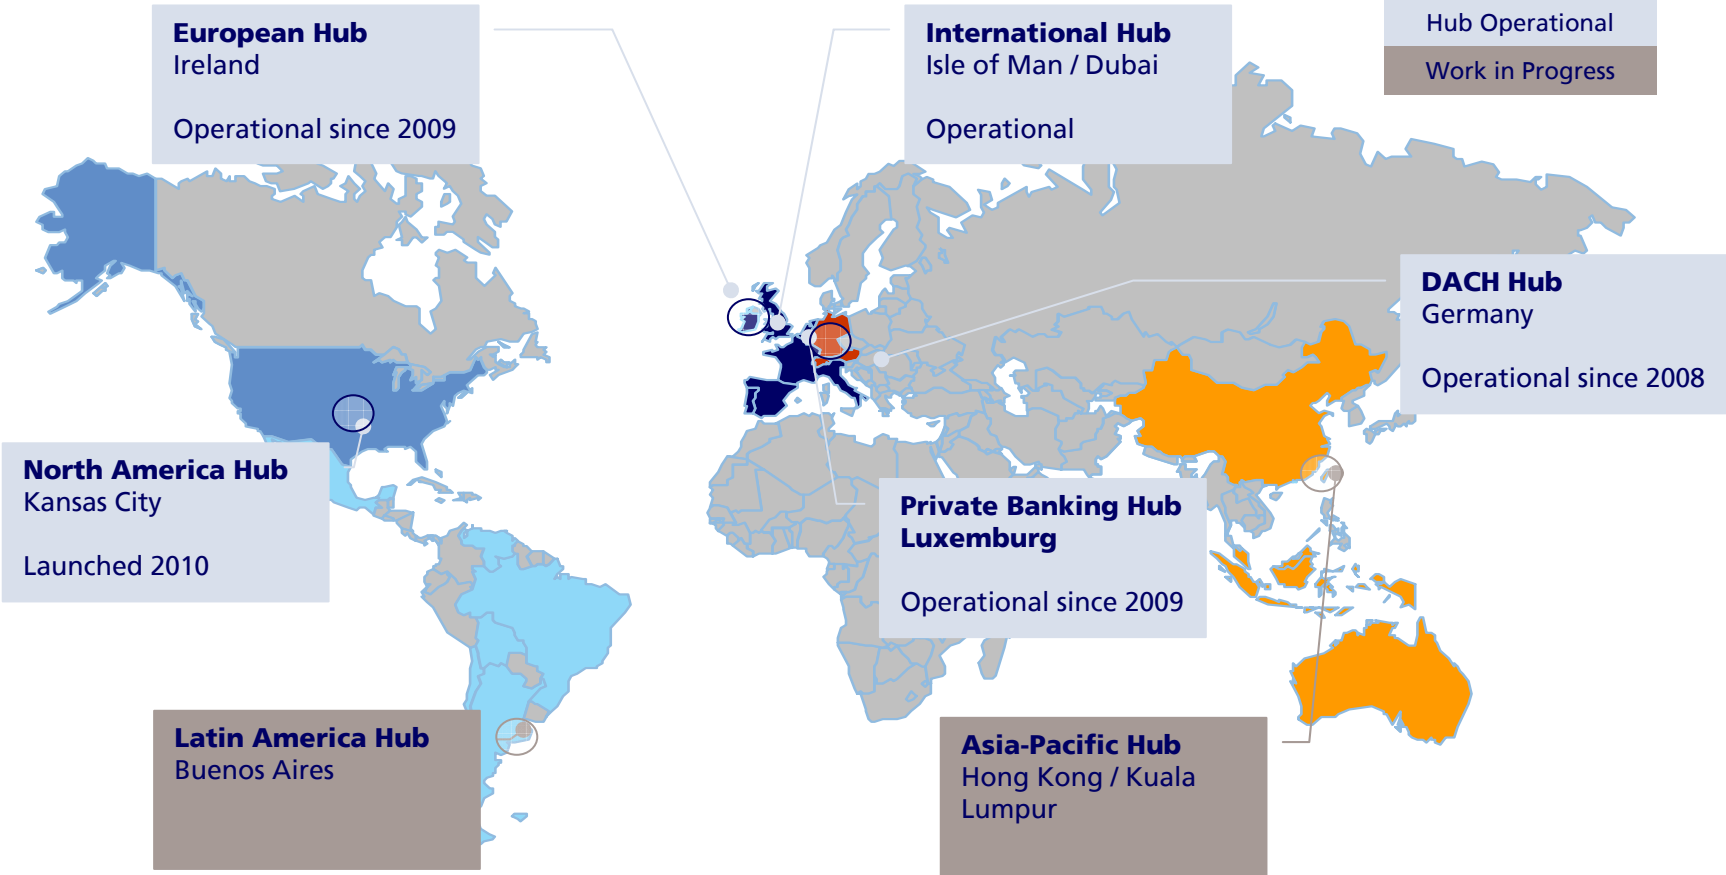 European Hub
Ireland
Operational since 2009
International Hub
Isle of Man / Dubai
Operational
Hub Operational
Work in Progress
DACH Hub
Germany
Operational since 2008
North America Hub
Kansas City
Launched 2010
Private Banking Hub
Luxemburg
Operational since 2009
Latin America Hub
Buenos Aires
Asia-Pacific Hub
Hong Kong / Kuala
Lumpur